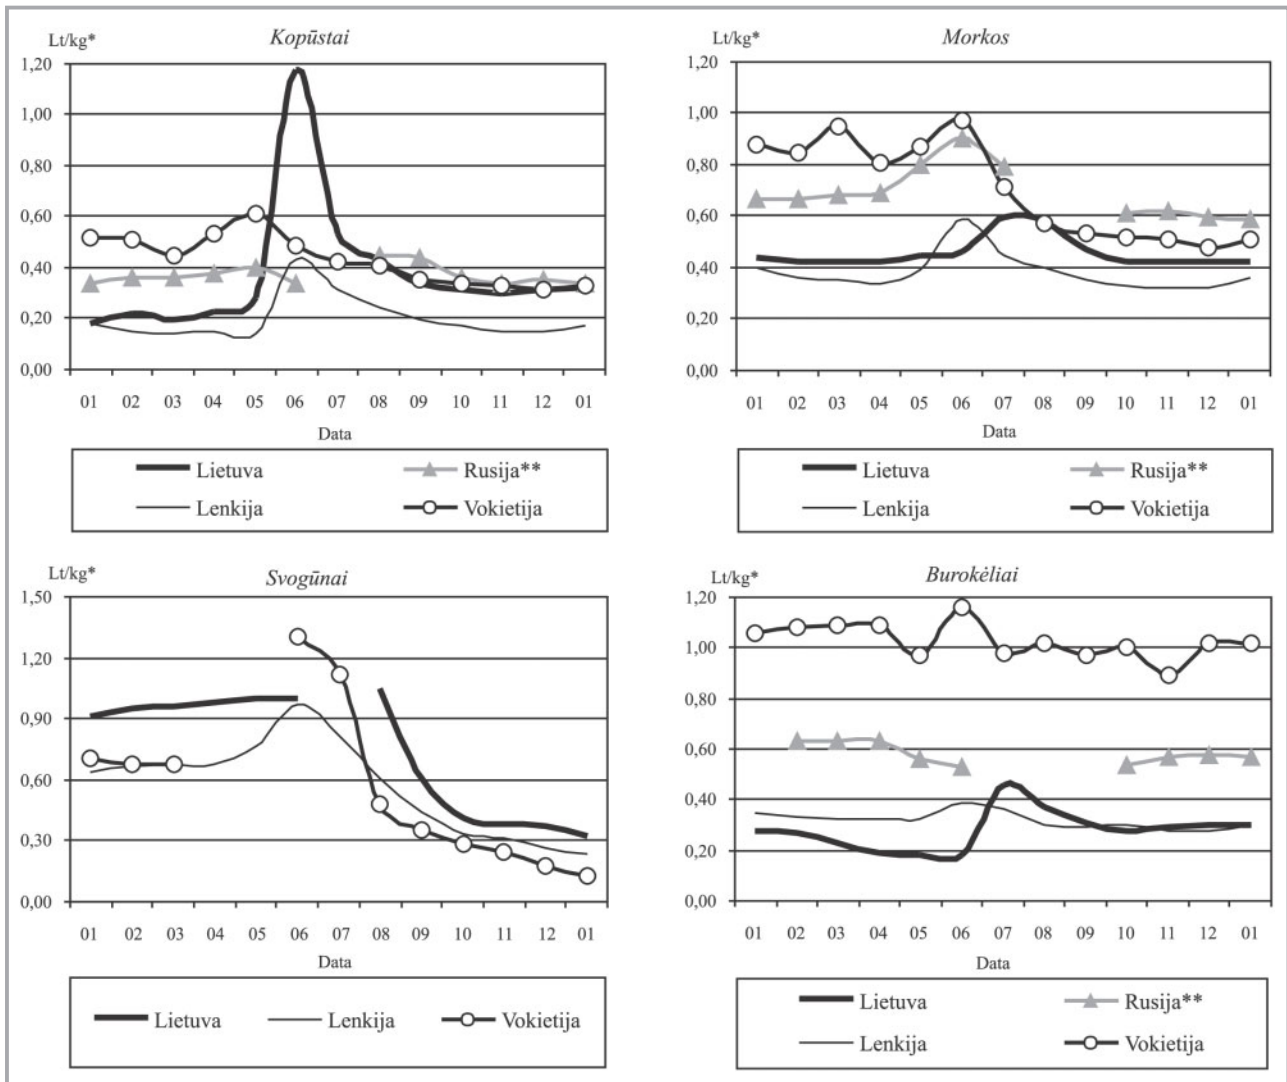 Lt/kg*
Kopūstai
1,20
1,00
0,80
0,60
0,40
0,20
0,00
01 02 03 04 05 06 07 08 09 10 11 12 01
Data
Lietuva Rusija**
Lenkija Vokietija
Lt/kg*
Morkos
1,20
1,00
0,80
0,60
0,40
0,20
0,00
01 02 03 04 05 06 07 08 09 10 11 12 01
Data
Lietuva Rusija**
Lenkija Vokietija
Lt/kg*
Svogūnai
1,50
1,20
0,90
0,60
0,30
0,00
01 02 03 04 05 06 07 08 09 10 11 12 01
Data
Lietuva Lenkija Vokietija
Lt/kg*
Burokėliai
1,20
1,00
0,80
0,60
0,40
0,20
0,00
01 02 03 04 05 06 07 08 09 10 11 12 01
Data
Lietuva Rusija**
Lenkija Vokietija